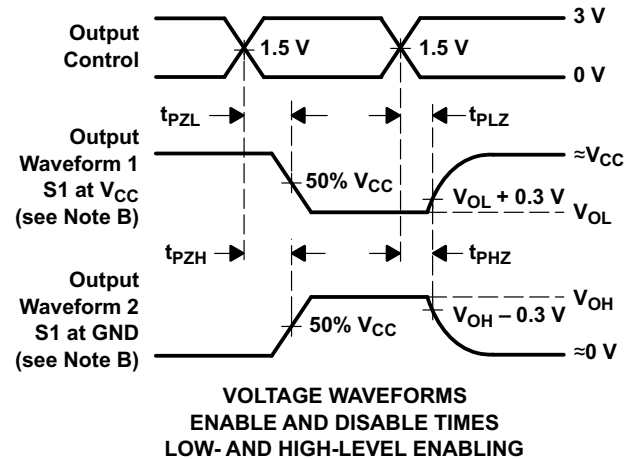 3 V
Output
Control
1.5 V
1.5 V
0 V
tPZL
tPLZ
Output
Waveform 1
S1 at VCC
(see Note B)
≈VCC
50% VCC
VOL + 0.3 V
VOL
tPZH
tPHZ
Output
Waveform 2
S1 at GND
(see Note B)
VOH
VOH – 0.3 V
50% VCC
≈0 V
VOLTAGE WAVEFORMS
ENABLE AND DISABLE TIMES
LOW- AND HIGH-LEVEL ENABLING